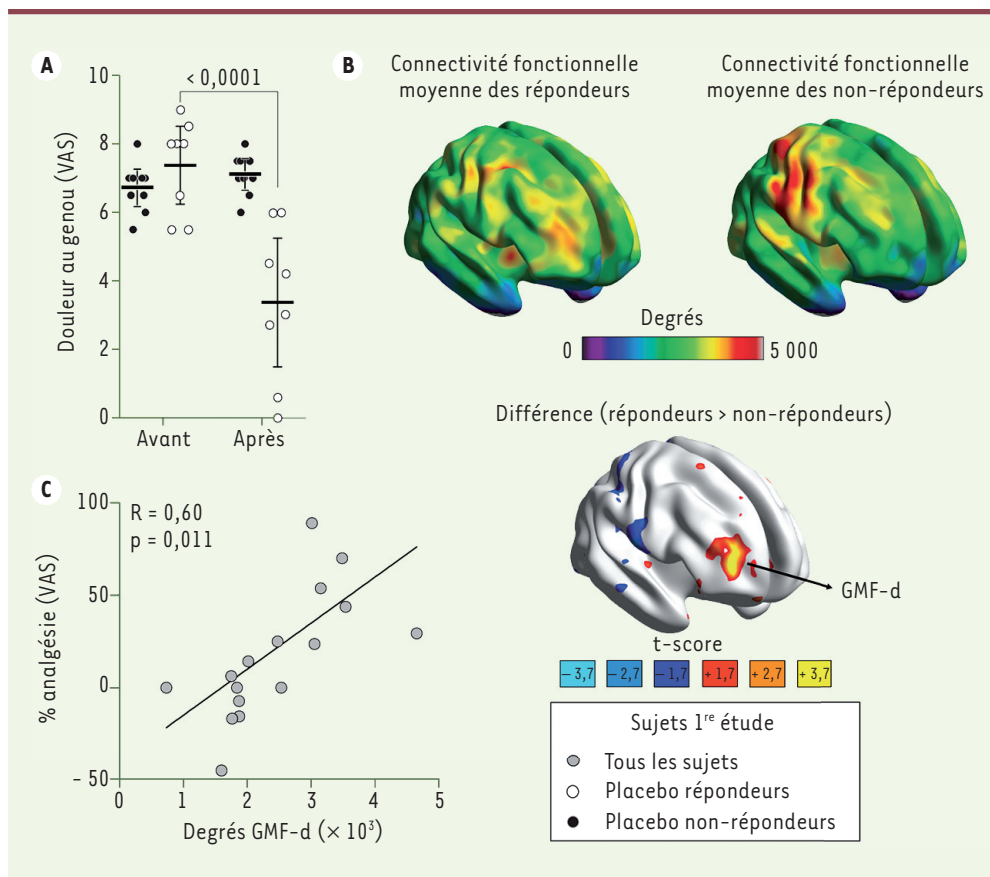 A
10
8
6
4
2
0
Douleur au genou (VAS)
< 0,0001
Avant
Après
B
Connectivité fonctionnelle
moyenne des répondeurs
Connectivité fonctionnelle
moyenne des non-répondeurs
Degrés
0
5 000
Différence (répondeurs > non-répondeurs)
GMF-d
t-score
– 3,7
– 2,7
– 1,7
+ 1,7
+ 2,7
+ 3,7
C
100
50
0
- 50
% analgésie (VAS)
R = 0,60
p = 0,011
0
1
2
3
4
5
Degrés GMF-d (× 10³)
Sujets 1re étude
Tous les sujets
Placebo répondeurs
Placebo non-répondeurs